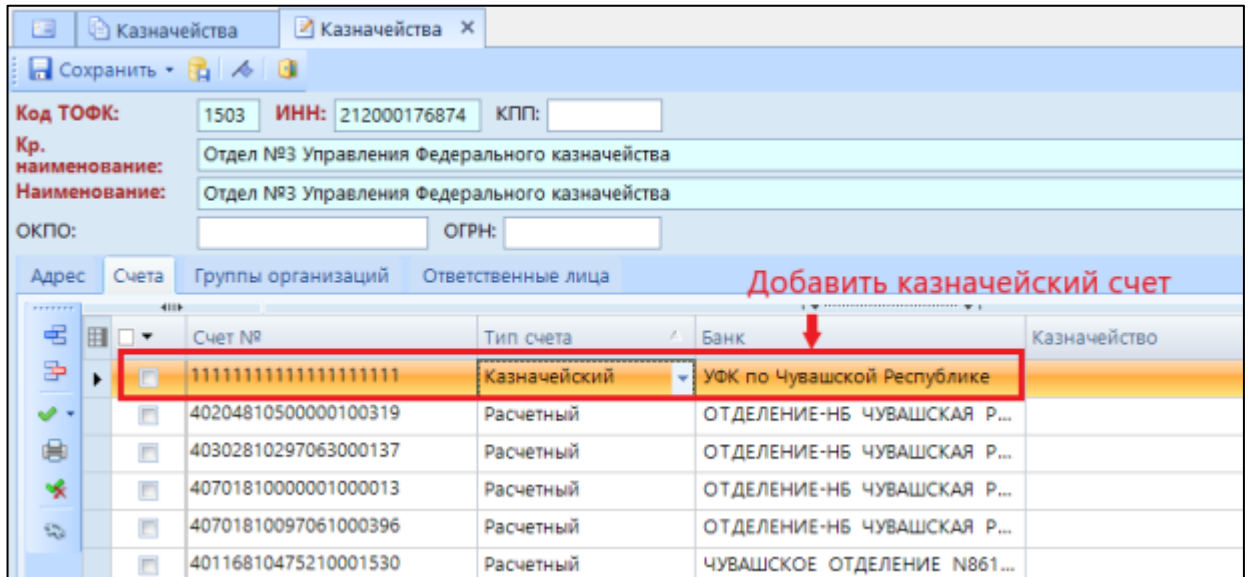 Казначейства Казначейства
Сохранить
Код ТОФК: 1503 ИНН: 212000176874 КПП:
Кр.
наименование: Отдел №3 Управления Федерального казначейства
Наименование: Отдел №3 Управления Федерального казначейства
ОКПО: ОГРН:
Адрес Счета Группы организаций Ответственные лица
Добавить казначейский счет
Счет № Тип счета Банк Казначейство
11111111111111111111 Казначейский УФК по Чувашской Республике
40204810500000100319 Расчетный ОТДЕЛЕНИЕ-НБ ЧУВАШСКАЯ Р...
40302810297063000137 Расчетный ОТДЕЛЕНИЕ-НБ ЧУВАШСКАЯ Р...
40701810000001000013 Расчетный ОТДЕЛЕНИЕ-НБ ЧУВАШСКАЯ Р...
40701810097061000396 Расчетный ОТДЕЛЕНИЕ-НБ ЧУВАШСКАЯ Р...
40116810475210001530 Расчетный ЧУВАШСКОЕ ОТДЕЛЕНИЕ N861...